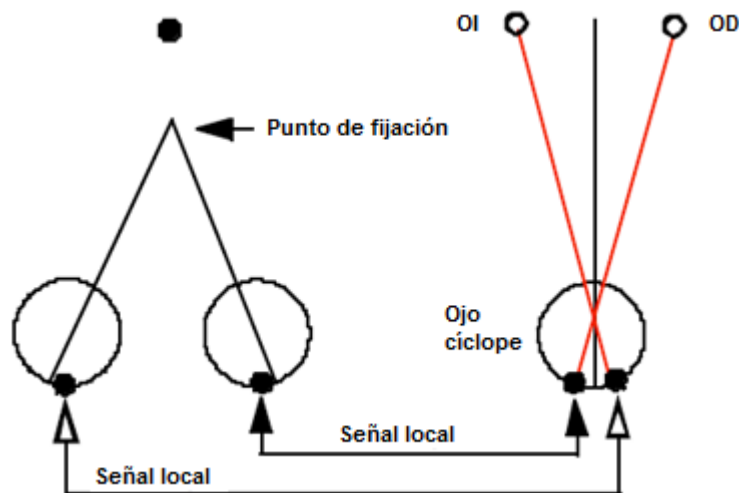 OI
OD
Punto de fijación
Ojo
cíclope
Señal local
Señal local